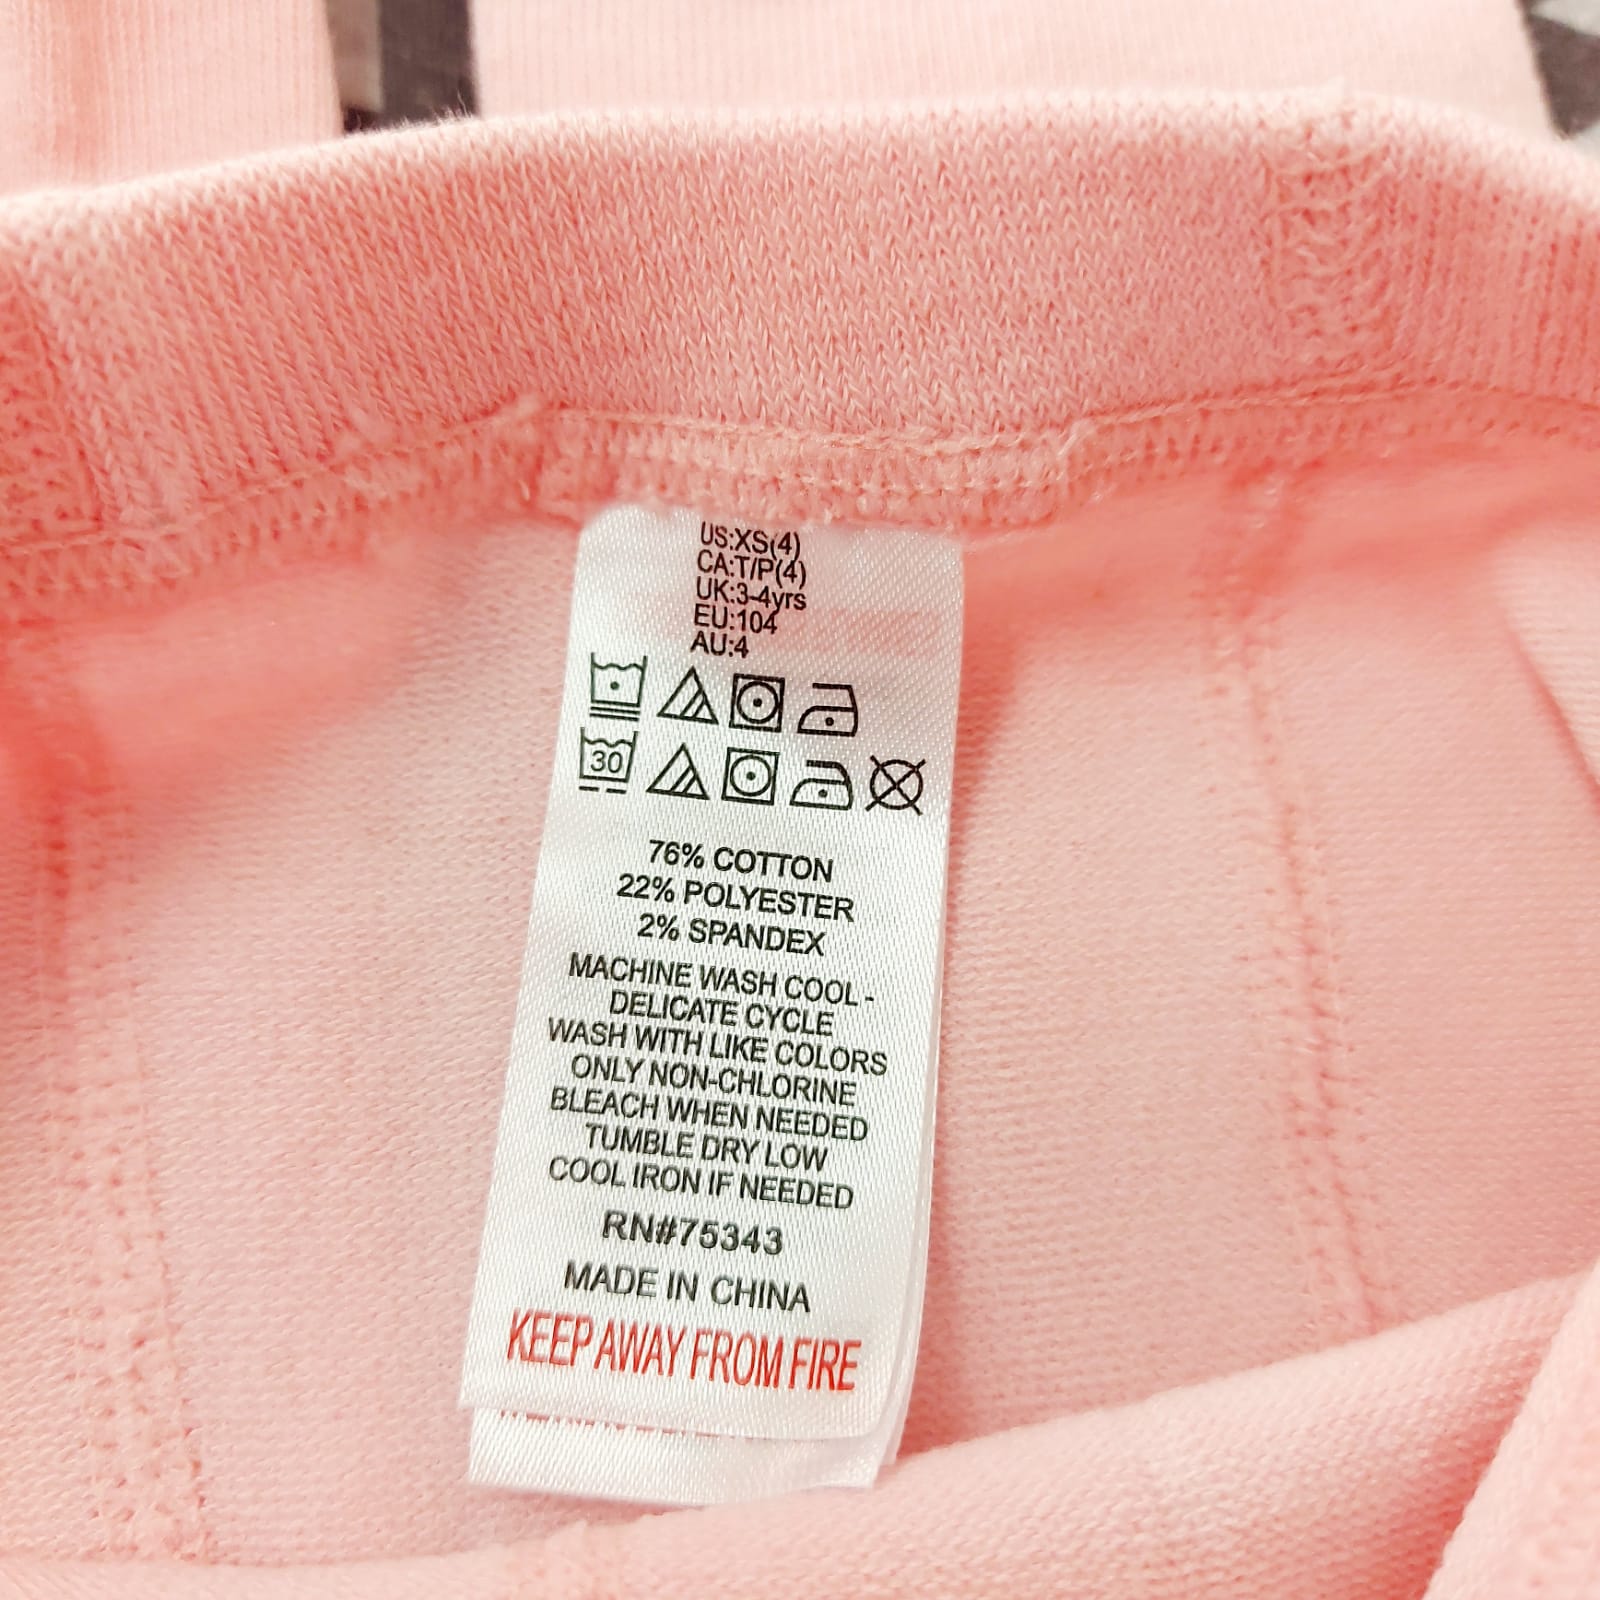 US:XS(4)
CA:T/P(4)
UK:3-4yrs
EU:104
AU:4
30
76% COTTON
22% POLYESTER
2% SPANDEX
MACHINE WASH COOL -
DELICATE CYCLE
WASH WITH LIKE COLORS
ONLY NON-CHLORINE
BLEACH WHEN NEEDED
TUMBLE DRY LOW
COOL IRON IF NEEDED
RN#75343
MADE IN CHINA
KEEP AWAY FROM FIRE